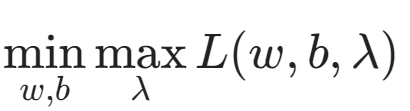 min max L(w, b, λ)
w,b λ